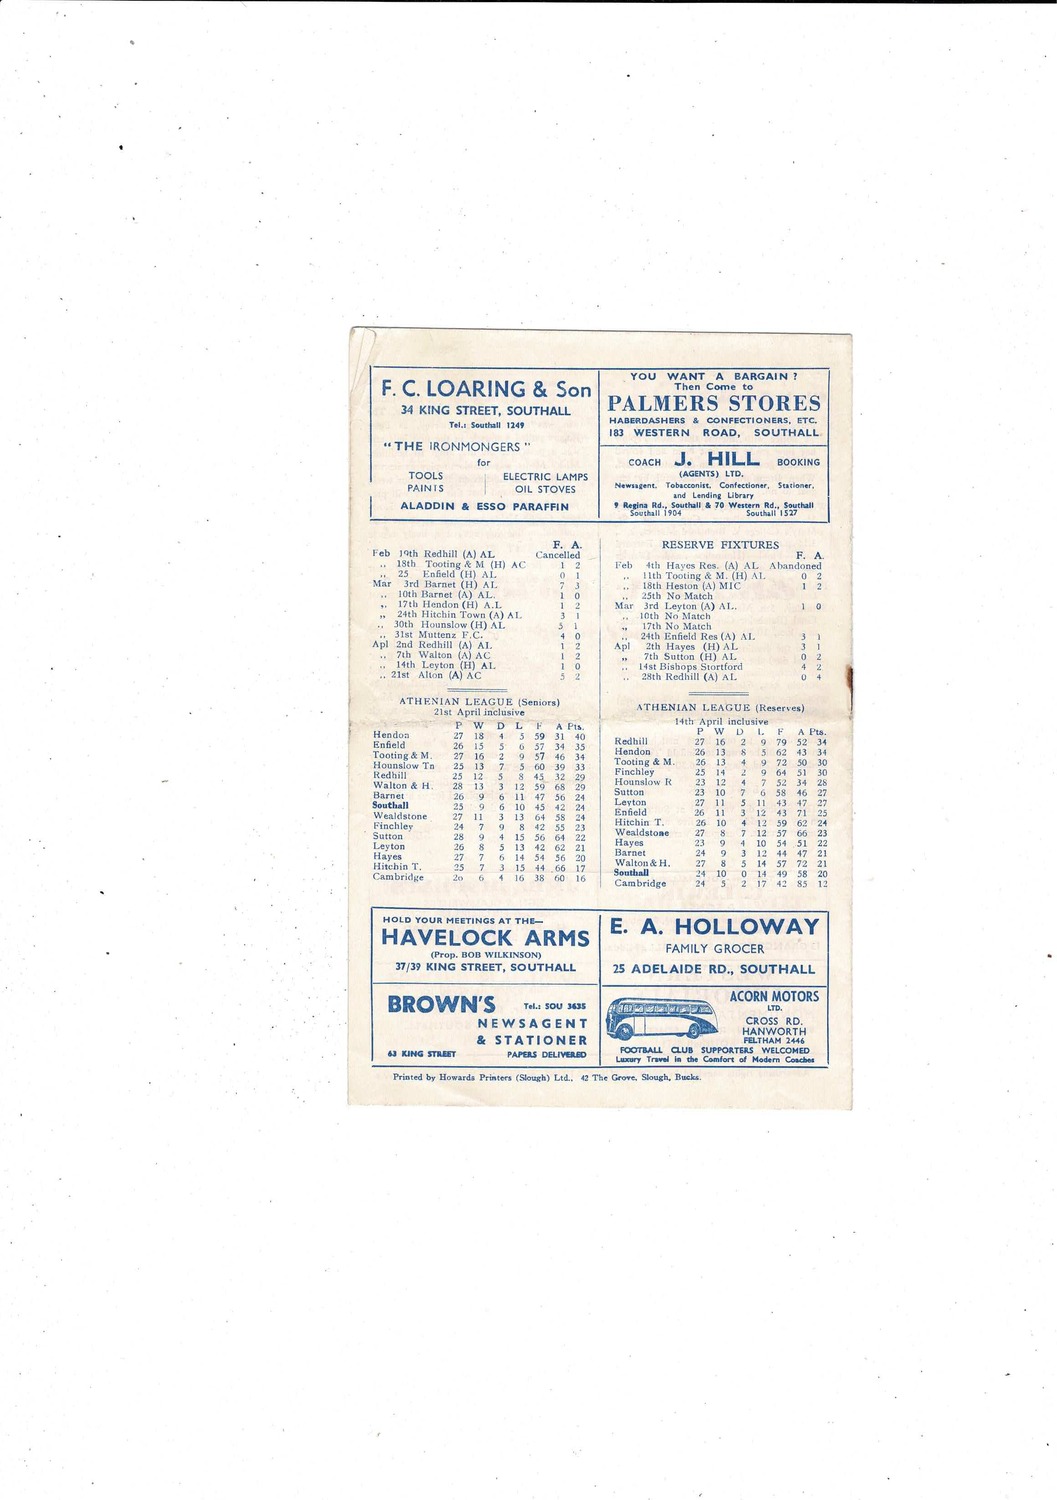 F. C. LOARING & Son
34 KING STREET, SOUTHALL
Tel.: Southall 1249
"THE IRONMONGERS"
for
TOOLS ELECTRIC LAMPS
PAINTS OIL STOVES
ALADDIN & ESSO PARAFFIN
YOU WANT A BARGAIN ?
Then Come to
PALMERS STORES
HABERDASHERS & CONFECTIONERS, ETC.
183 WESTERN ROAD, SOUTHALL
COACH J. HILL BOOKING
(AGENTS) LTD.
Newsagent, Tobacconist, Confectioner, Stationer,
and Lending Library
9 Regina Rd., Southall & 70 Western Rd., Southall
Southall 1904 Southall 1527
F. A.
Feb 19th Redhill (A) AL Cancelled
,, 18th Tooting & M (H) AC 1 2
,, 25 Enfield (H) AL 0 1
Mar 3rd Barnet (H) AL 7 3
,, 10th Barnet (A) AL. 1 0
,, 17th Hendon (H) A.L 1 2
,, 24th Hitchin Town (A) AL 3 1
,, 30th Hounslow (H) AL 5 1
,, 31st Muttenz F.C. 4 0
Apl 2nd Redhill (A) AL 1 2
,, 7th Walton (A) AC 1 2
,, 14th Leyton (H) AL 1 0
,, 21st Alton (A) AC 5 2
ATHENIAN LEAGUE (Seniors)
21st April inclusive
P W D L F A Pts.
Hendon 27 18 4 5 59 31 40
Enfield 26 15 5 6 57 34 35
Tooting & M. 27 16 2 9 57 46 34
Hounslow Tn 25 13 7 5 60 39 33
Redhill 25 12 5 8 45 32 29
Walton & H. 28 13 3 12 59 68 29
Barnet 26 9 6 11 47 56 24
Southall 25 9 6 10 45 42 24
Wealdstone 27 11 3 13 64 58 24
Finchley 24 7 9 8 42 55 23
Sutton 28 9 4 15 56 64 22
Leyton 26 8 5 13 42 62 21
Hayes 27 7 6 14 54 56 20
Hitchin T. 25 7 3 15 44 66 17
Cambridge 26 6 4 16 38 60 16
RESERVE FIXTURES
F. A.
Feb 4th Hayes Res. (A) AL Abandoned
,, 11th Tooting & M. (H) AL 0 2
,, 18th Heston (A) MIC 1 2
,, 25th No Match
Mar 3rd Leyton (A) AL. 1 0
,, 10th No Match
,, 17th No Match
,, 24th Enfield Res (A) AL 3 1
Apl 2th Hayes (H) AL 3 1
,, 7th Sutton (H) AL 0 2
,, 14st Bishops Stortford 4 2
,, 28th Redhill (A) AL 0 4
ATHENIAN LEAGUE (Reserves)
14th April inclusive
P W D L F A Pts.
Redhill 27 16 2 9 79 52 34
Hendon 26 13 8 5 62 43 34
Tooting & M. 26 13 4 9 72 50 30
Finchley 25 14 2 9 64 51 30
Hounslow R 23 12 4 7 52 34 28
Sutton 23 10 7 6 58 46 27
Leyton 27 11 5 11 43 47 27
Enfield 26 11 3 12 43 71 25
Hitchin T. 26 10 4 12 59 62 24
Wealdstone 27 8 7 12 57 66 23
Hayes 23 9 4 10 54 51 22
Barnet 24 9 3 12 44 47 21
Walton & H. 27 8 5 14 57 72 21
Southall 24 10 0 14 49 58 20
Cambridge 24 5 2 17 42 85 12
HOLD YOUR MEETINGS AT THE—
HAVELOCK ARMS
(Prop. BOB WILKINSON)
37/39 KING STREET, SOUTHALL
BROWN'S Tel.: SOU 3635
NEWSAGENT
& STATIONER
63 KING STREET PAPERS DELIVERED
E. A. HOLLOWAY
FAMILY GROCER
25 ADELAIDE RD., SOUTHALL
ACORN MOTORS
LTD.
CROSS RD.
HANWORTH
FELTHAM 2446
FOOTBALL CLUB SUPPORTERS WELCOMED
Luxury Travel in the Comfort of Modern Coaches
Printed by Howards Printers (Slough) Ltd., 42 The Grove, Slough, Bucks.